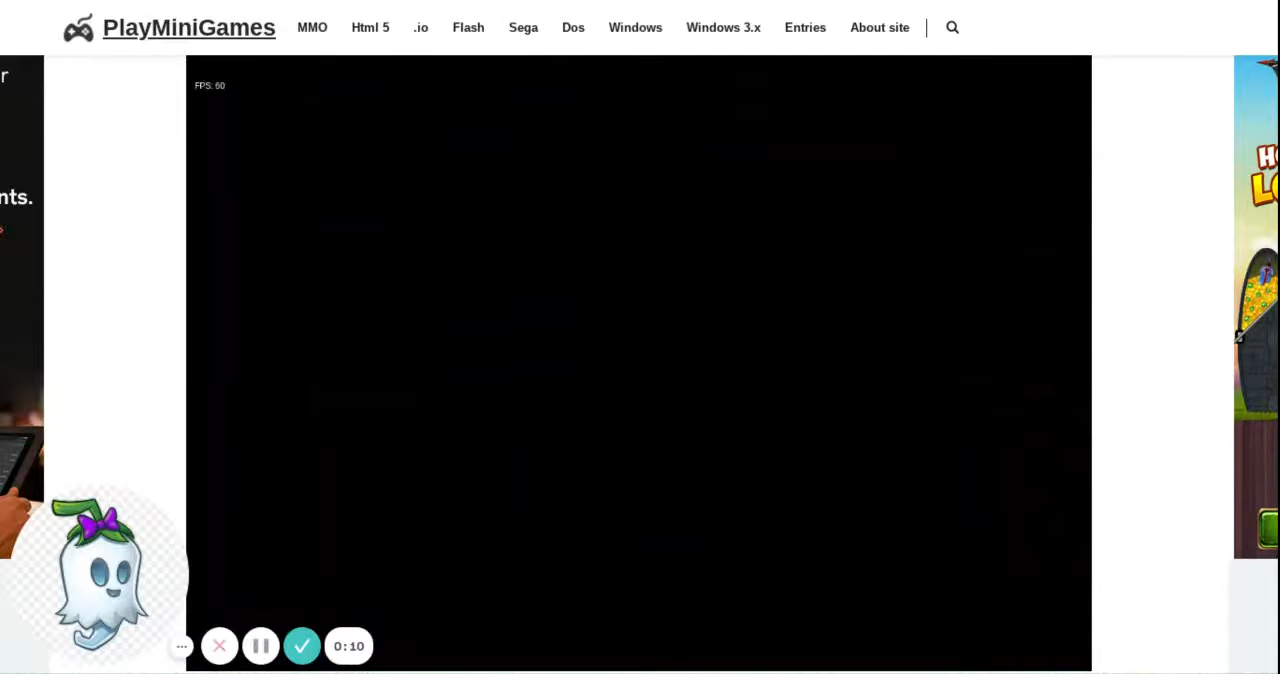 PlayMiniGames MMO Html 5 .io Flash Sega Dos Windows Windows 3.x Entries About site
r
FPS: 60
nts.
0:10